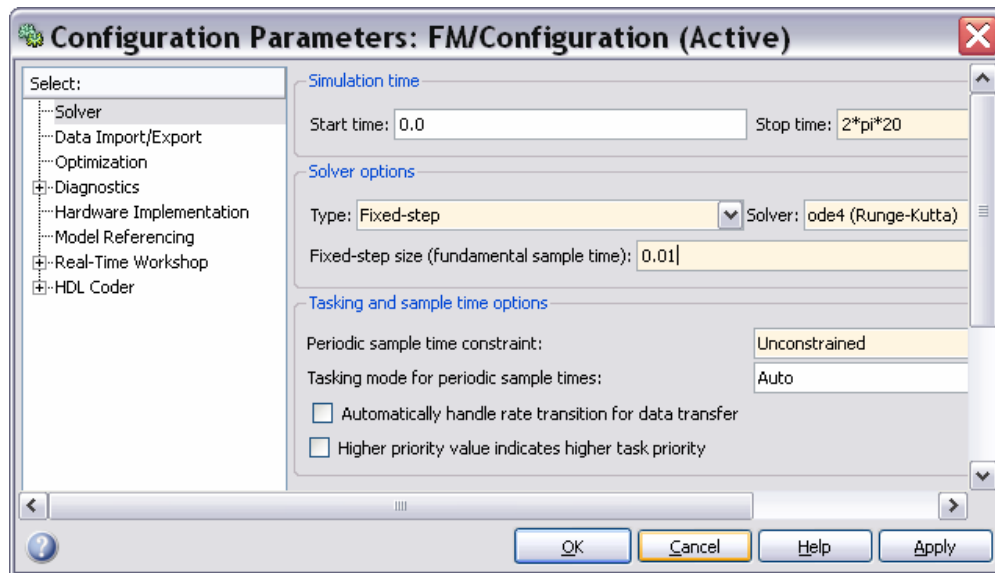 Configuration Parameters: FM/Configuration (Active)
Select:
Solver
Data Import/Export
Optimization
Diagnostics
Hardware Implementation
Model Referencing
Real-Time Workshop
HDL Coder
Simulation time
Start time: 0.0 Stop time: 2*pi*20
Solver options
Type: Fixed-step Solver: ode4 (Runge-Kutta)
Fixed-step size (fundamental sample time): 0.01
Tasking and sample time options
Periodic sample time constraint: Unconstrained
Tasking mode for periodic sample times: Auto
Automatically handle rate transition for data transfer
Higher priority value indicates higher task priority
OK Cancel Help Apply